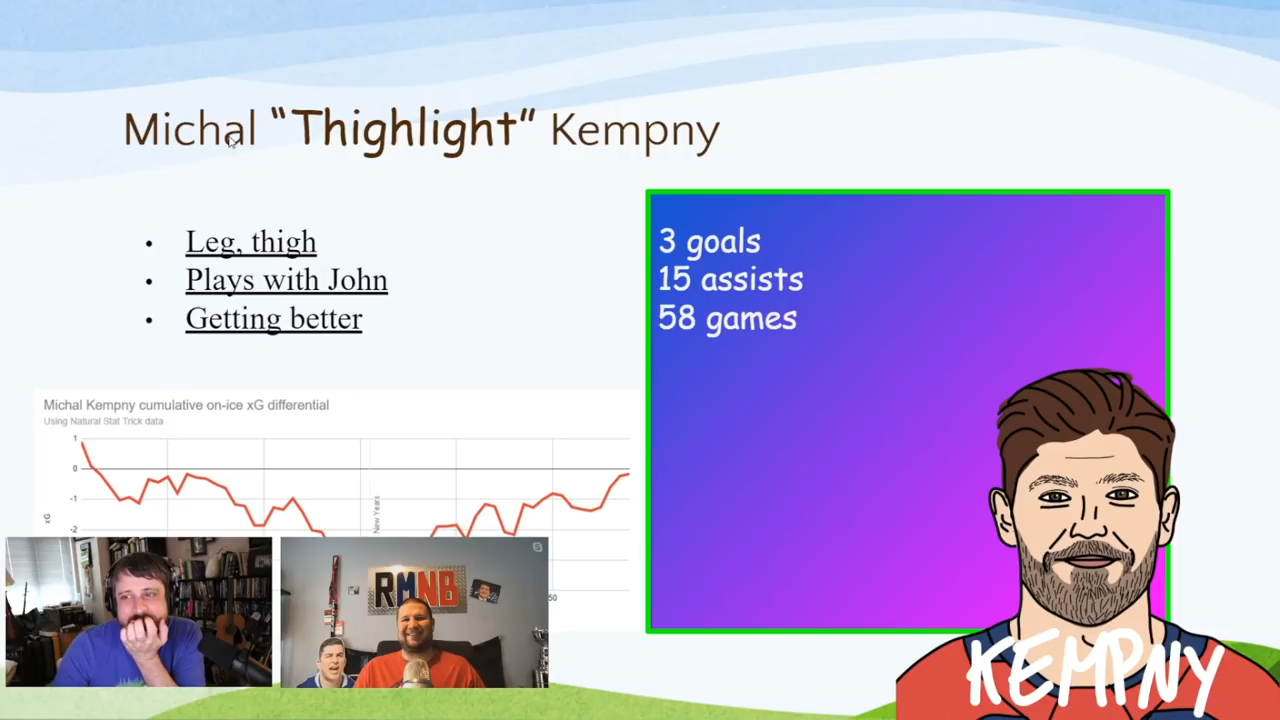 Michal "Thighlight" Kempny
• Leg, thigh
• Plays with John
• Getting better
3 goals
15 assists
58 games
Michal Kempny cumulative on-ice xG differential
Using Natural Stat Trick data
1
0
-1
-2
xG
New Years
50
RMNB
KEMPNY